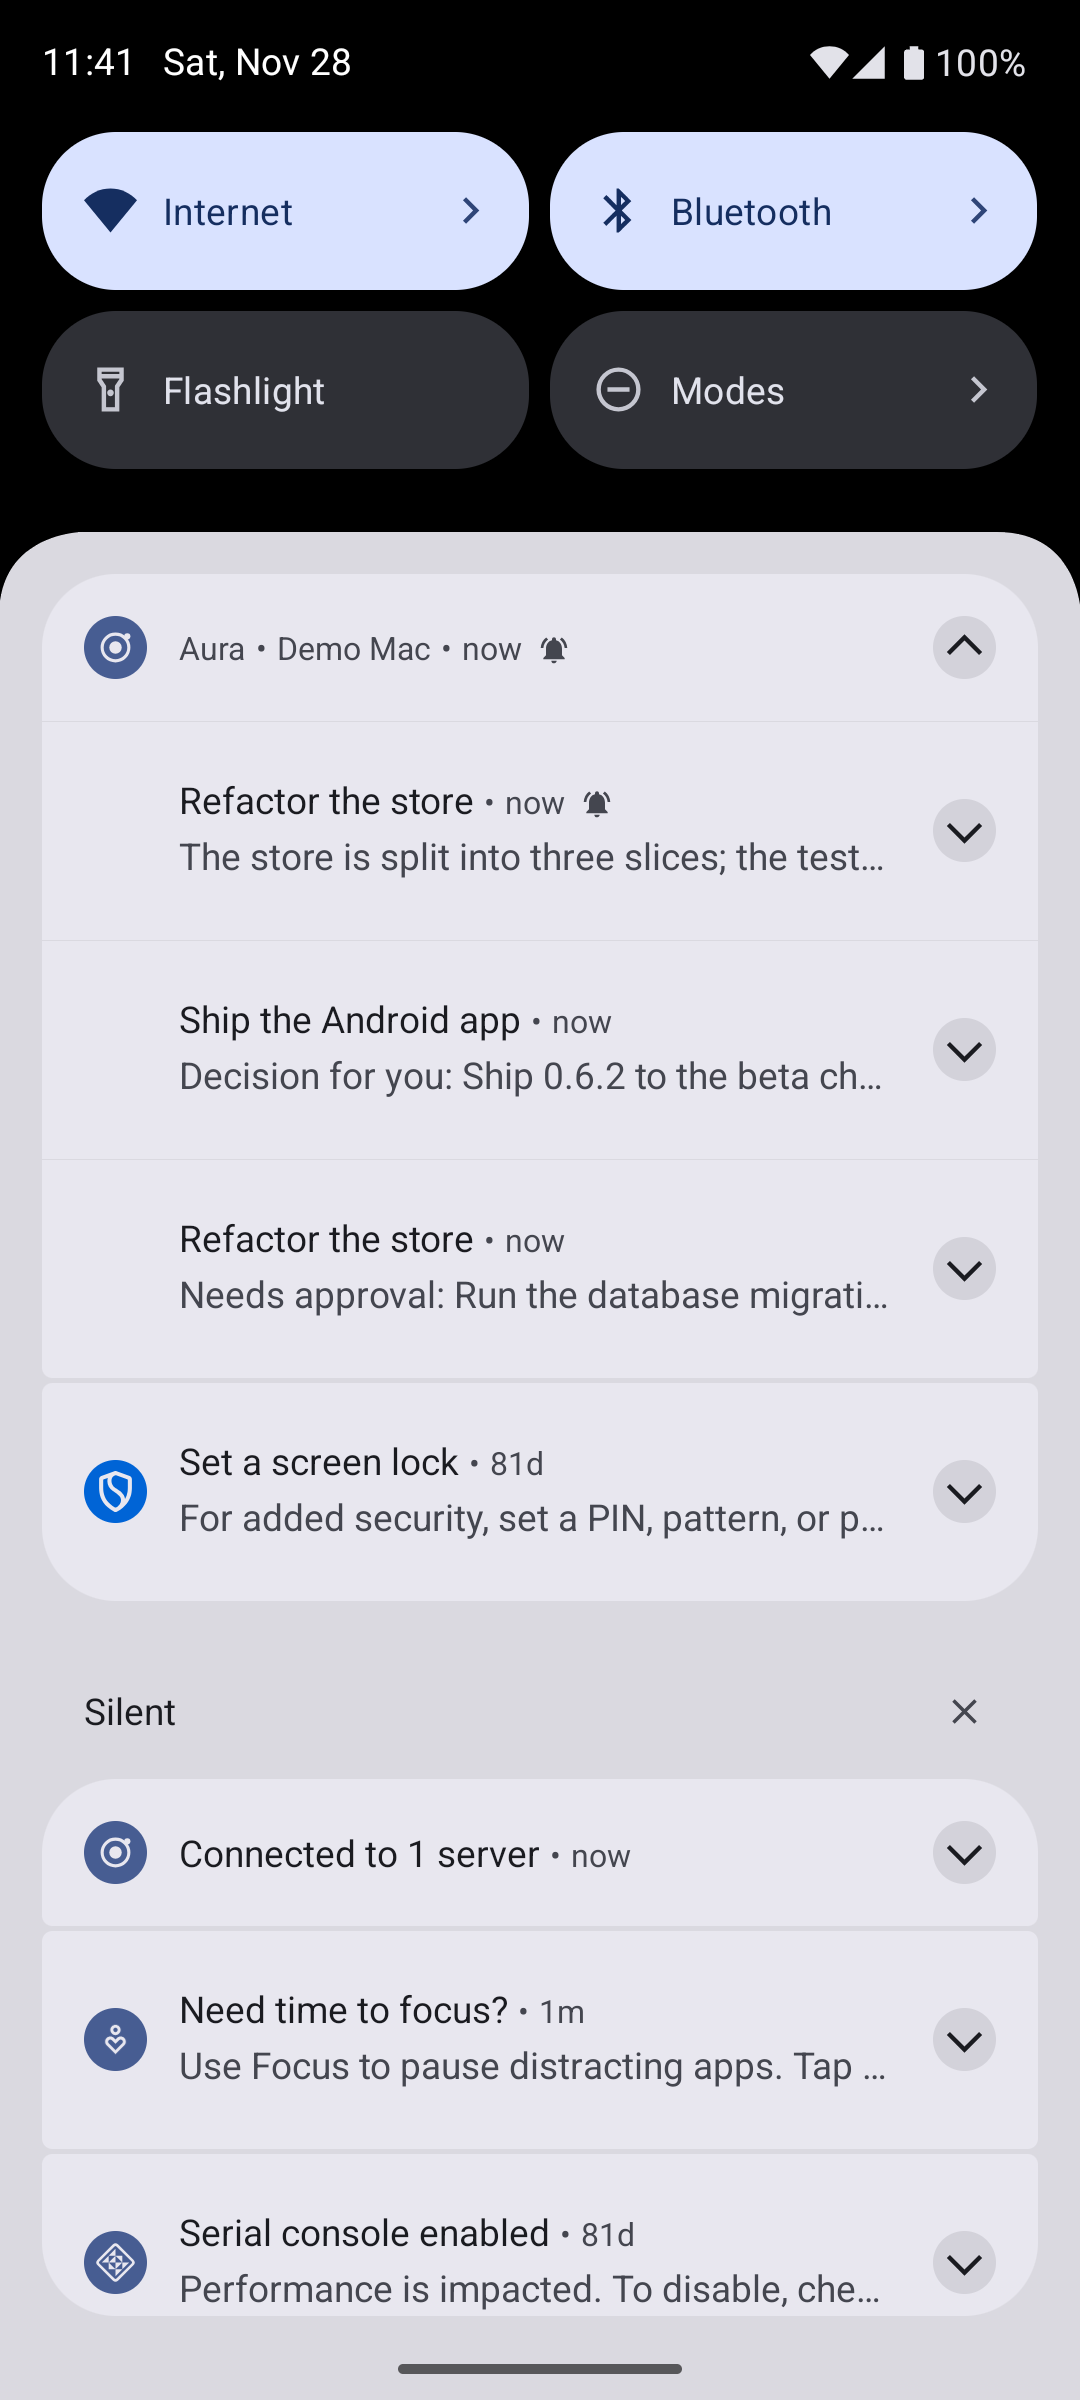 11:41 Sat, Nov 28
100%
Internet
Bluetooth
Flashlight
Modes
Aura • Demo Mac • now
Refactor the store • now
The store is split into three slices; the test…
Ship the Android app • now
Decision for you: Ship 0.6.2 to the beta ch…
Refactor the store • now
Needs approval: Run the database migrati…
Set a screen lock • 81d
For added security, set a PIN, pattern, or p…
Silent
Connected to 1 server • now
Need time to focus? • 1m
Use Focus to pause distracting apps. Tap …
Serial console enabled • 81d
Performance is impacted. To disable, che…